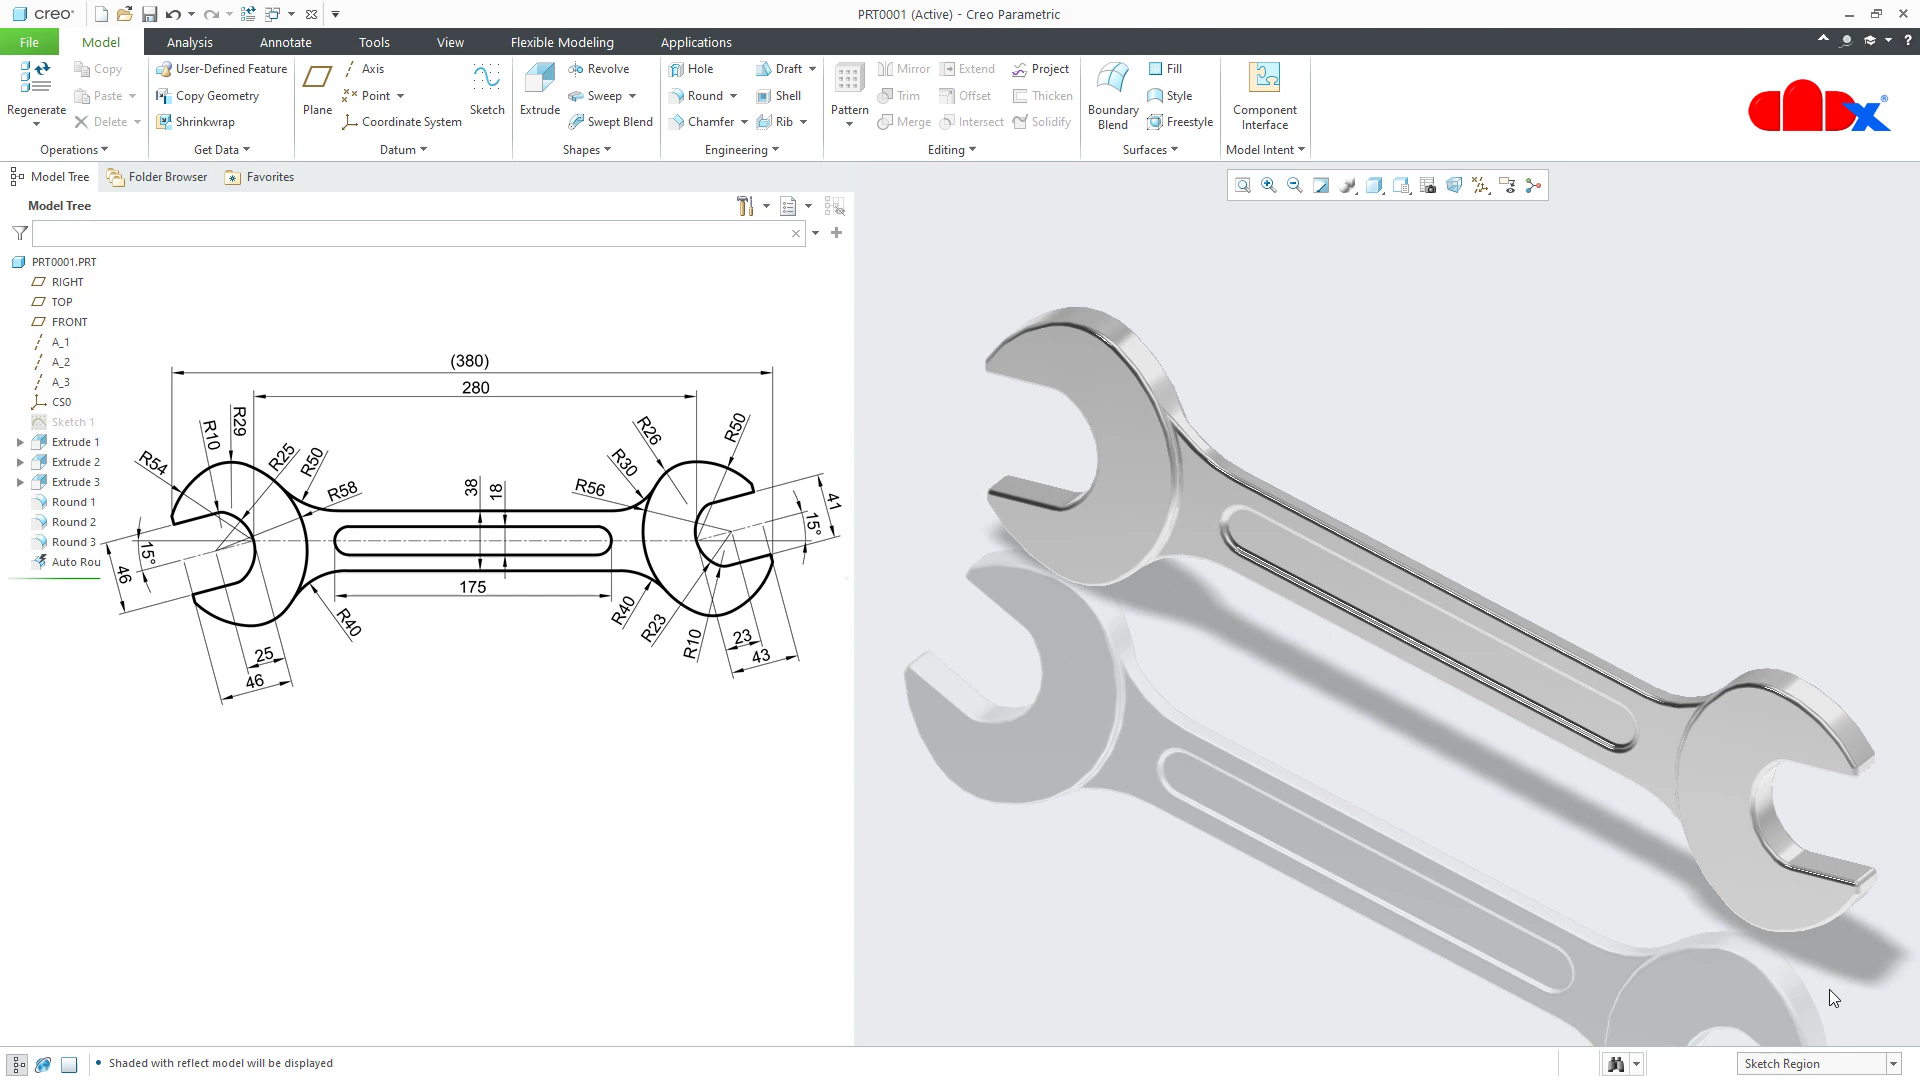 creo® PRT0001 (Active) - Creo Parametric
File Model Analysis Annotate Tools View Flexible Modeling Applications ?
Regenerate Copy Paste Delete
Operations
User-Defined Feature
Copy Geometry
Shrinkwrap
Get Data
Plane Axis Point Coordinate System Sketch
Datum
Extrude Revolve Sweep Swept Blend
Shapes
Hole Draft
Round Shell
Chamfer Rib
Engineering
Pattern Mirror Extend Project
Trim Offset Thicken
Merge Intersect Solidify
Editing
Boundary Blend Fill Style Freestyle
Surfaces
Component Interface
Model Intent
CADx®
Model Tree Folder Browser Favorites
Model Tree
PRT0001.PRT
RIGHT
TOP
FRONT
A_1
A_2
A_3
CS0
Sketch 1
Extrude 1
Extrude 2
Extrude 3
Round 1
Round 2
Round 3
Auto Rou
(380)
280
R54 R10 R29 R25 R50 R58
38 18
R56 R30 R26 R50
41 15°
15° 46
175
R40
R40 R23 R10
23
43
25
46
Shaded with reflect model will be displayed
Sketch Region